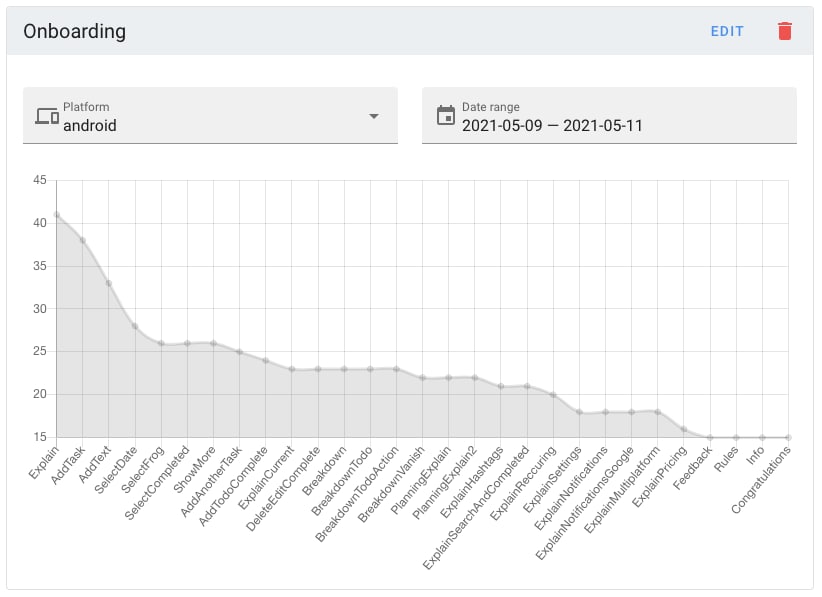 Onboarding
EDIT
Platform
android
Date range
2021-05-09 — 2021-05-11
45
40
35
30
25
20
15
Explain
AddTask
AddText
SelectDate
SelectFrog
SelectCompleted
ShowMore
AddAnotherTask
AddTodoComplete
ExplainCurrent
DeleteEditComplete
Breakdown
BreakdownTodo
BreakdownTodoAction
BreakdownVanish
PlanningExplain
PlanningExplain2
ExplainHashtags
ExplainSearchAndCompleted
ExplainReccuring
ExplainSettings
ExplainNotifications
ExplainNotificationsGoogle
ExplainMultiplatform
ExplainPricing
Feedback
Rules
Info
Congratulations